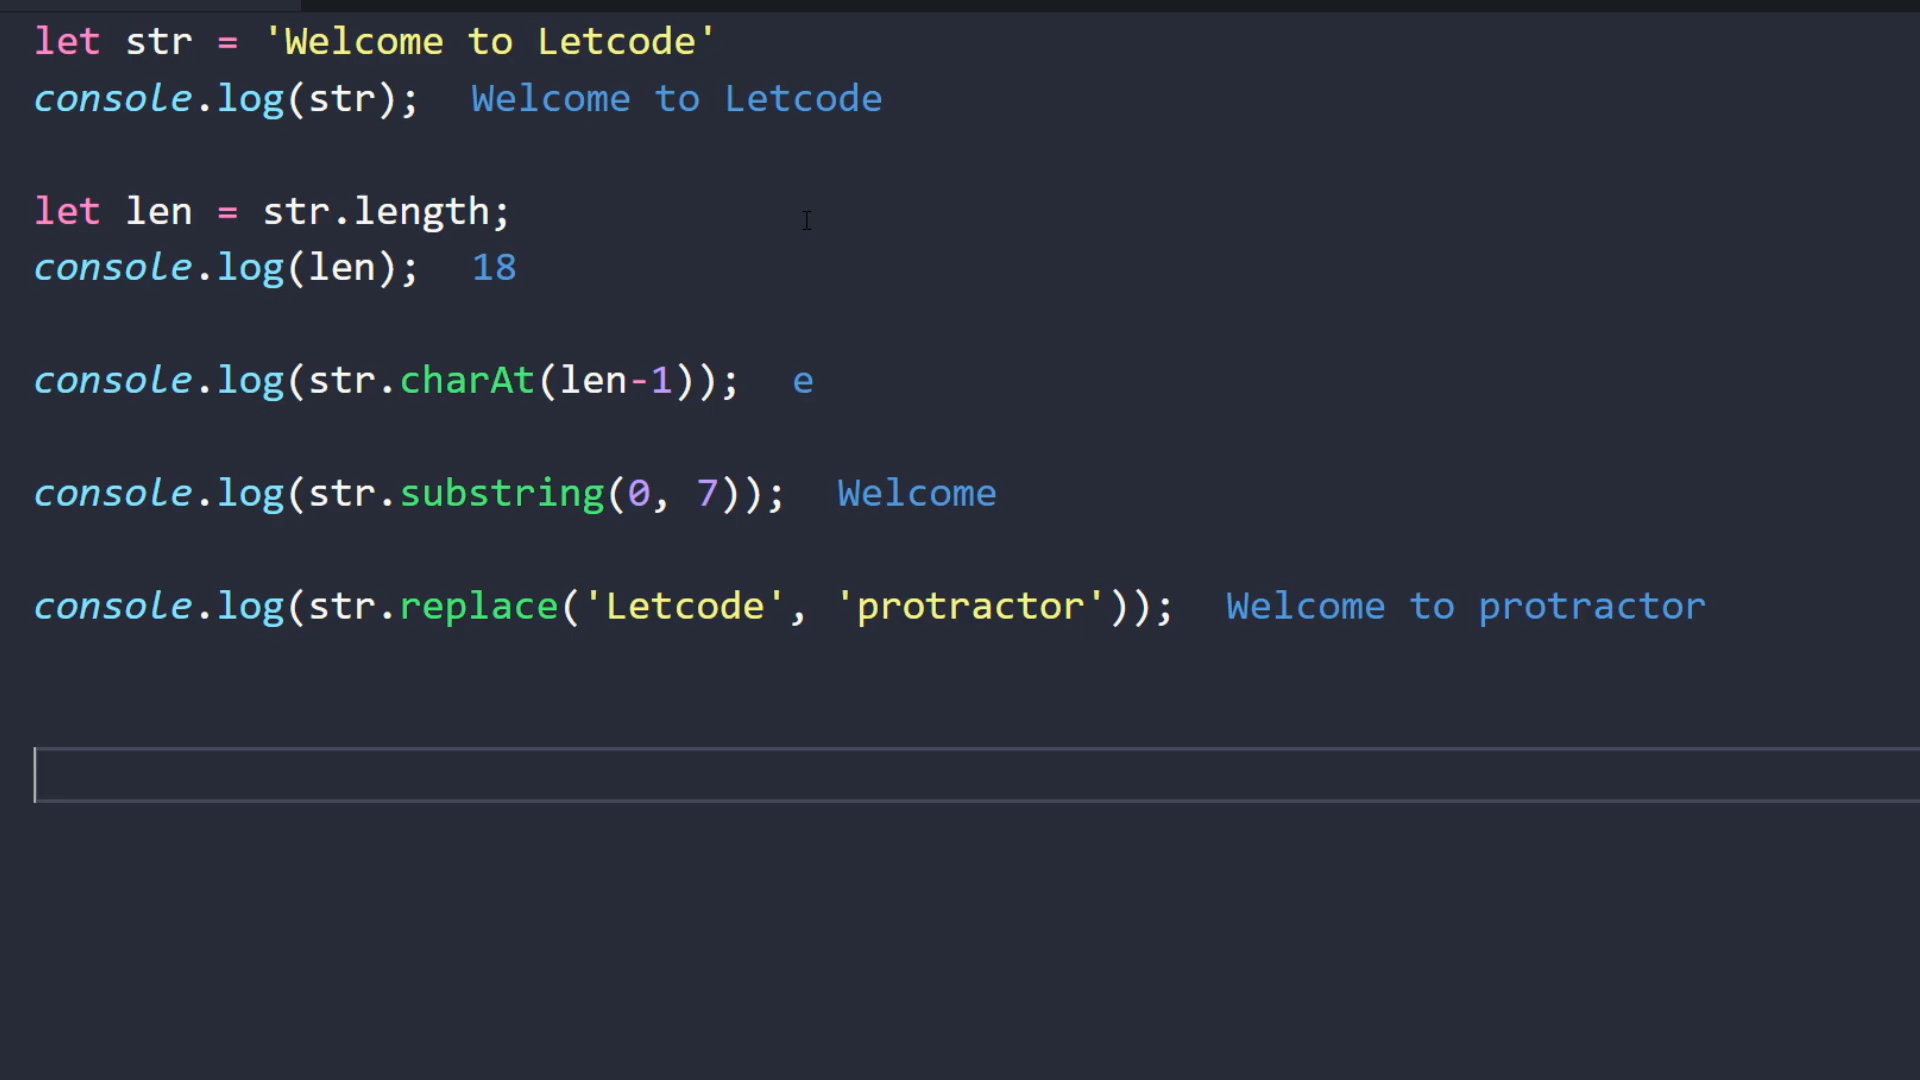 let str = 'Welcome to Letcode'
console.log(str);  Welcome to Letcode
let len = str.length;
console.log(len);  18
console.log(str.charAt(len-1));  e
console.log(str.substring(0, 7));  Welcome
console.log(str.replace('Letcode', 'protractor'));  Welcome to protractor